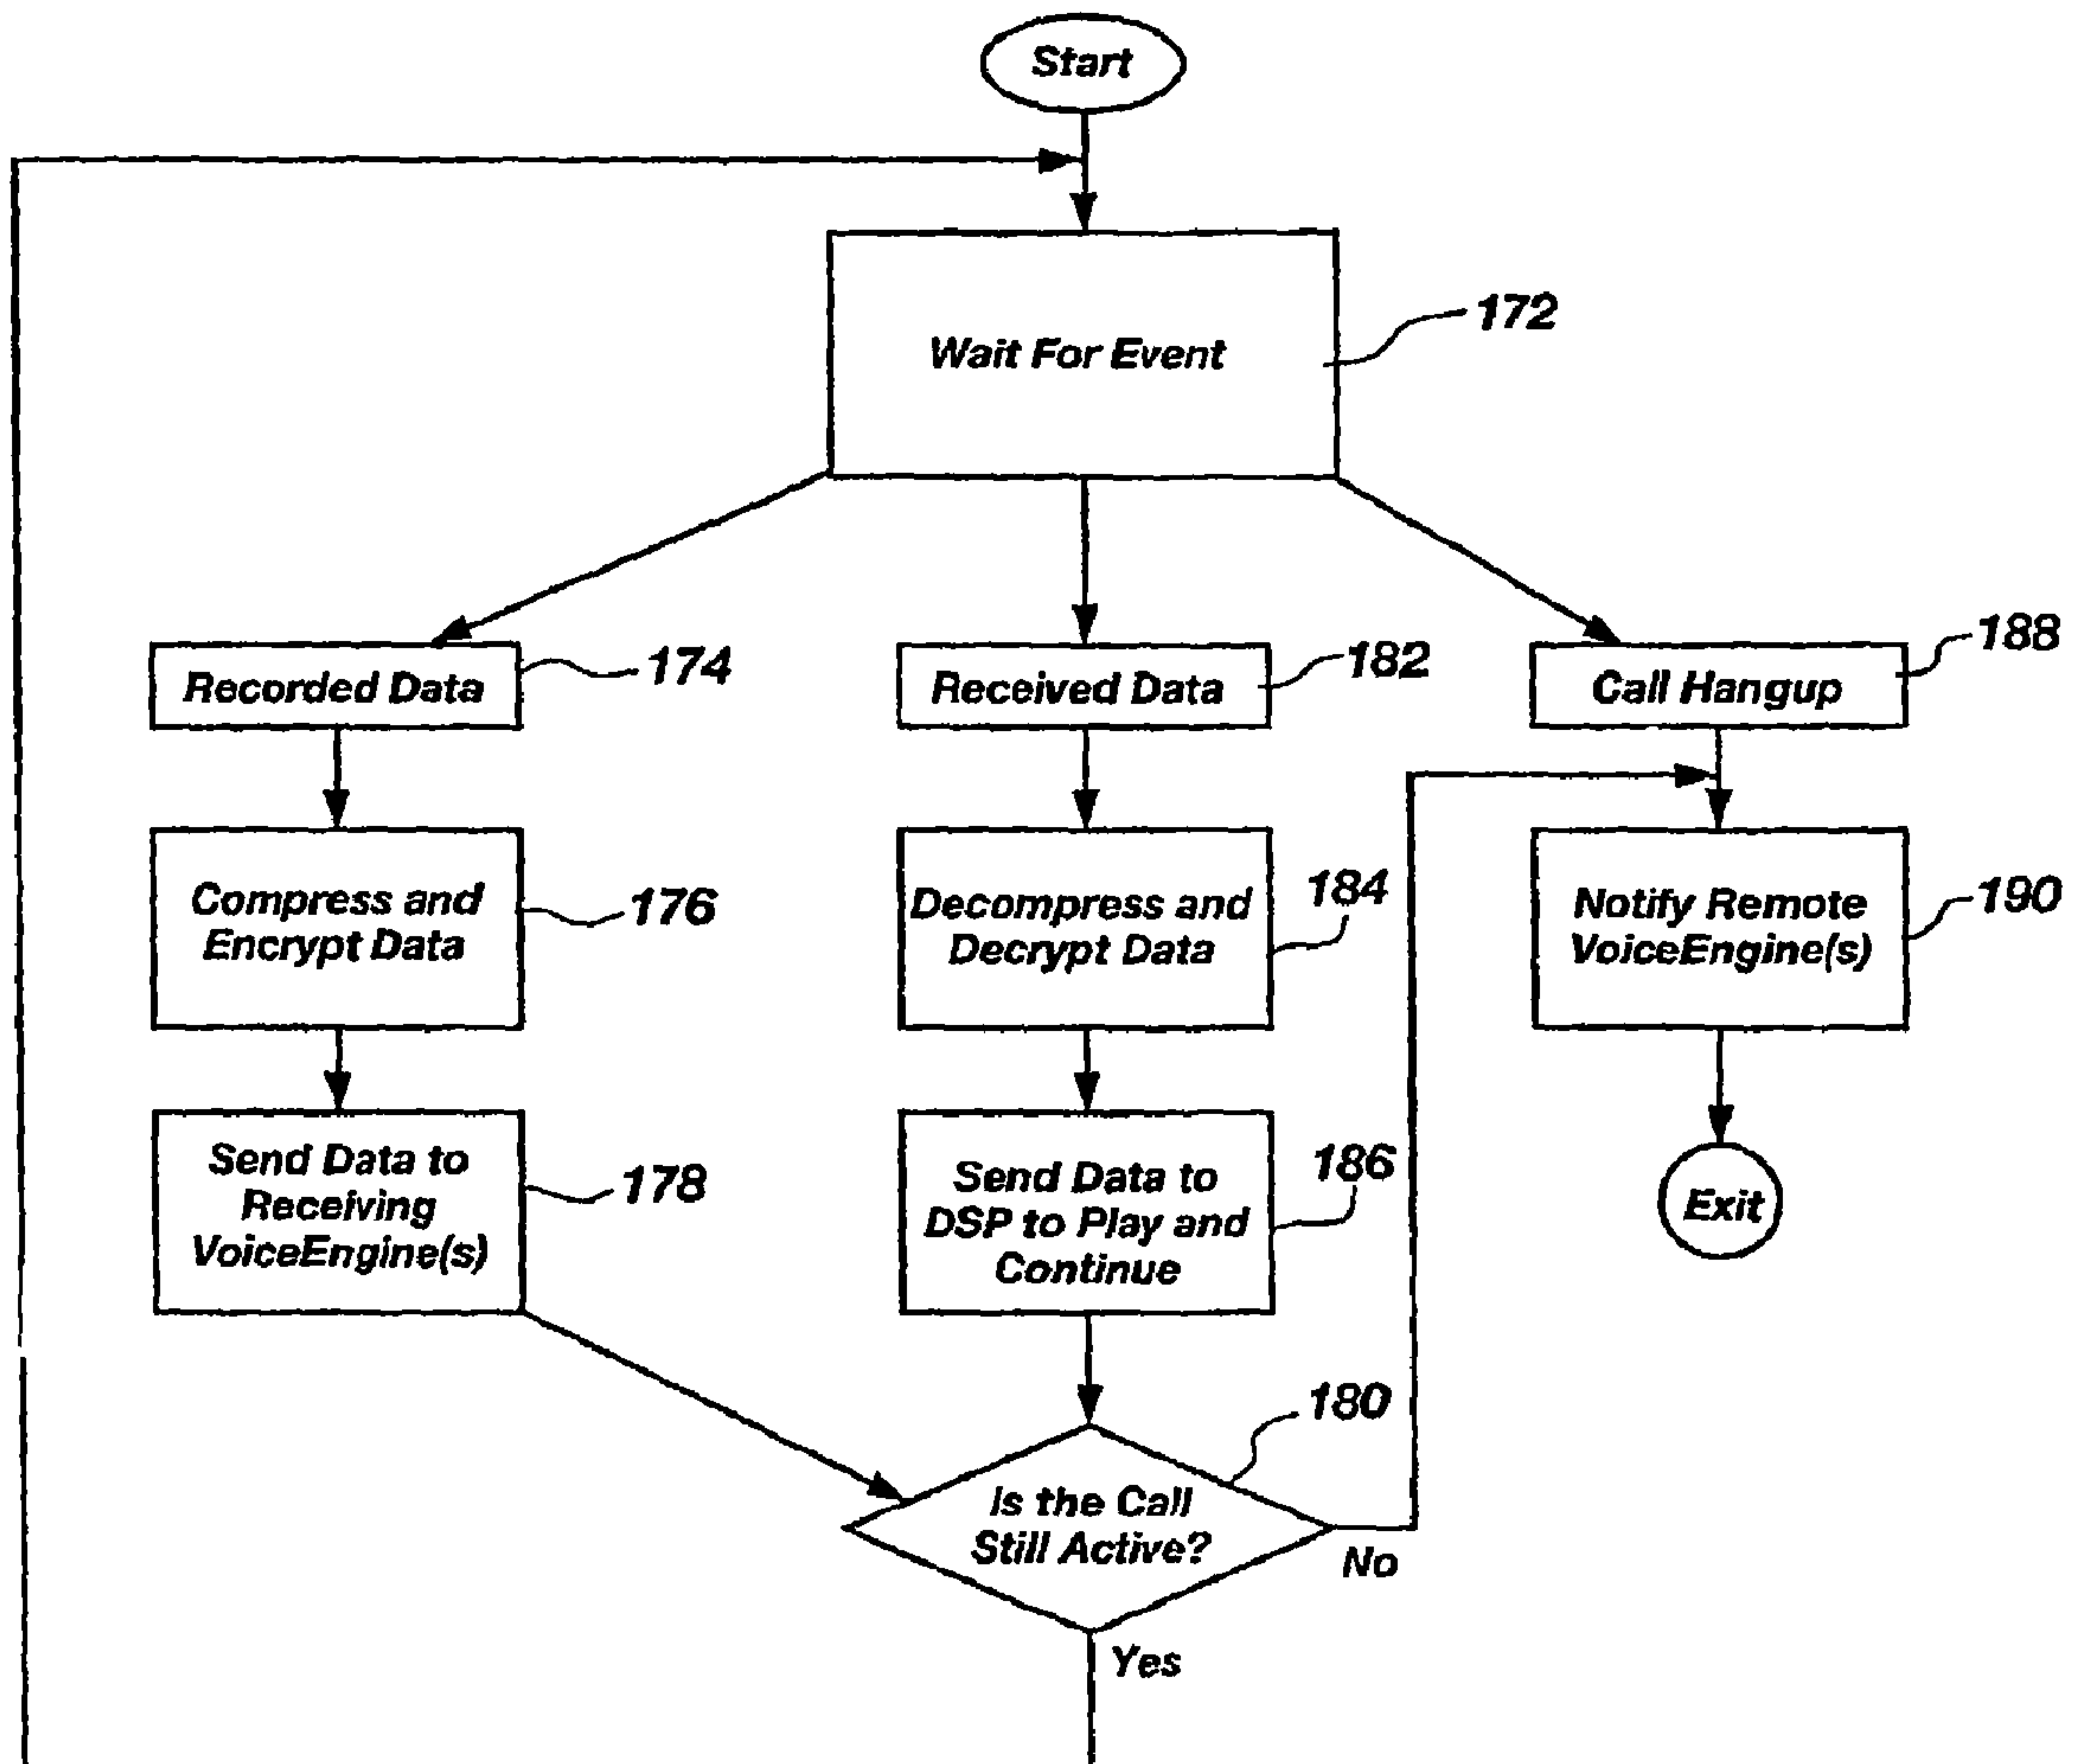 Start
Wait For Event
172
Recorded Data
174
Received Data
182
Call Hangup
188
Compress and
Encrypt Data
176
Decompress and
Decrypt Data
184
Notify Remote
VoiceEngine(s)
190
Send Data to
Receiving
VoiceEngine(s)
178
Send Data to
DSP to Play and
Continue
186
Exit
180
Is the Call
Still Active?
No
Yes